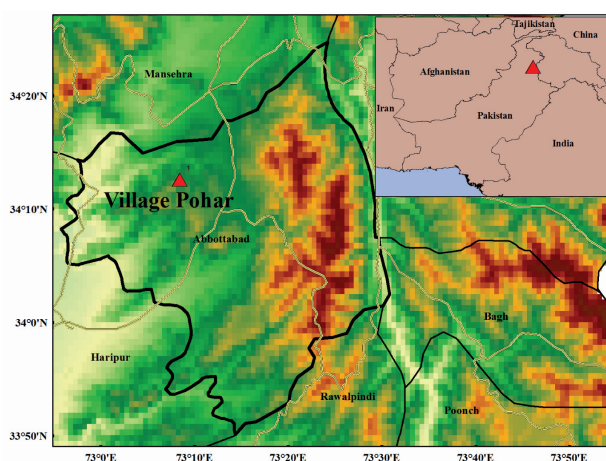 Tajikistan
China
Afghanistan
Iran
Pakistan
India
Mansehra
34°20'N
Village Pohar
34°10'N
Abbottabad
34°0'N
Bagh
Haripur
Rawalpindi
Poonch
33°50'N
73°0'E
73°10'E
73°20'E
73°30'E
73°40'E
73°50'E